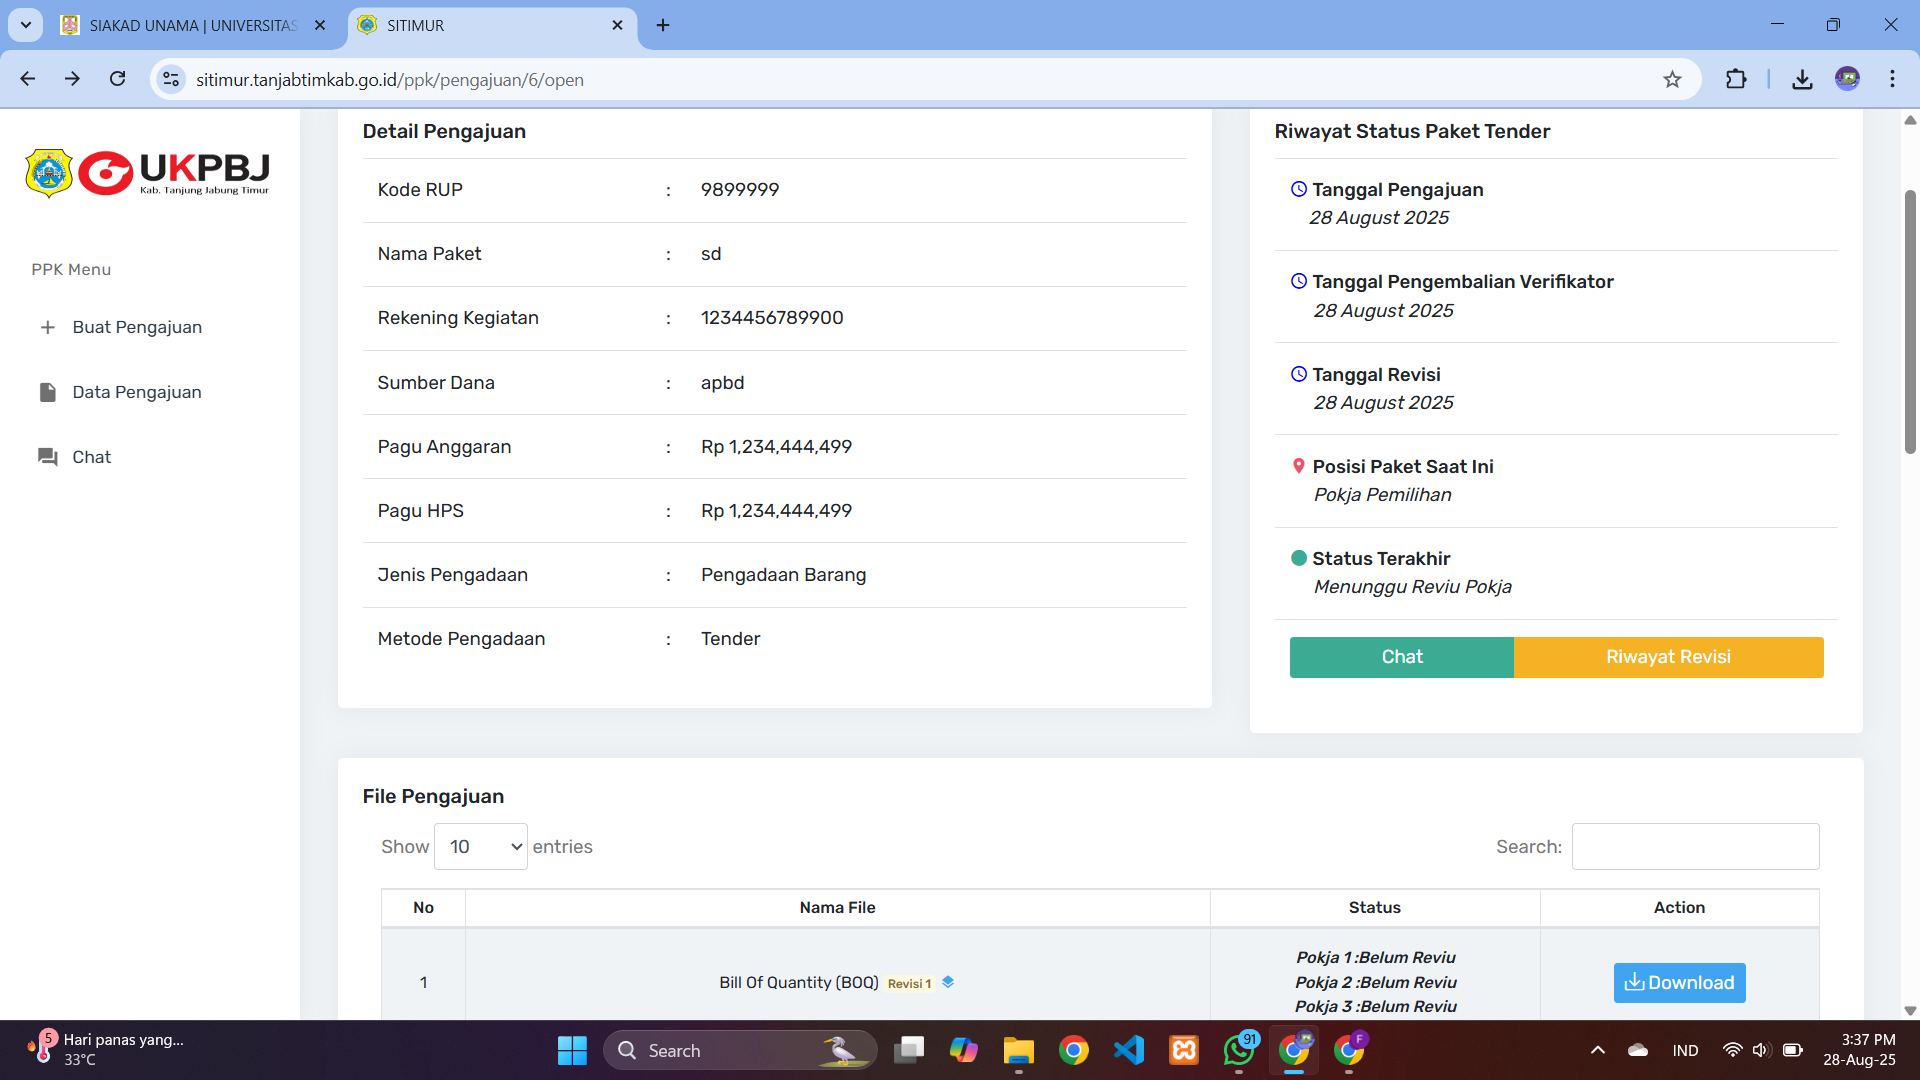 SIAKAD UNAMA | UNIVERSITAS
SITIMUR
sitimur.tanjabtimkab.go.id/ppk/pengajuan/6/open
UKPBJ
Kab. Tanjung Jabung Timur
PPK Menu
Buat Pengajuan
Data Pengajuan
Chat
Detail Pengajuan
Kode RUP : 9899999
Nama Paket : sd
Rekening Kegiatan : 1234456789900
Sumber Dana : apbd
Pagu Anggaran : Rp 1,234,444,499
Pagu HPS : Rp 1,234,444,499
Jenis Pengadaan : Pengadaan Barang
Metode Pengadaan : Tender
Riwayat Status Paket Tender
Tanggal Pengajuan
28 August 2025
Tanggal Pengembalian Verifikator
28 August 2025
Tanggal Revisi
28 August 2025
Posisi Paket Saat Ini
Pokja Pemilihan
Status Terakhir
Menunggu Reviu Pokja
Chat Riwayat Revisi
File Pengajuan
Show 10 entries Search:
No Nama File Status Action
1 Bill Of Quantity (BOQ) Revisi 1
Pokja 1 :Belum Reviu
Pokja 2 :Belum Reviu
Pokja 3 :Belum Reviu
Download
5
Hari panas yang...
33°C
Search
91
F
IND
3:37 PM
28-Aug-25